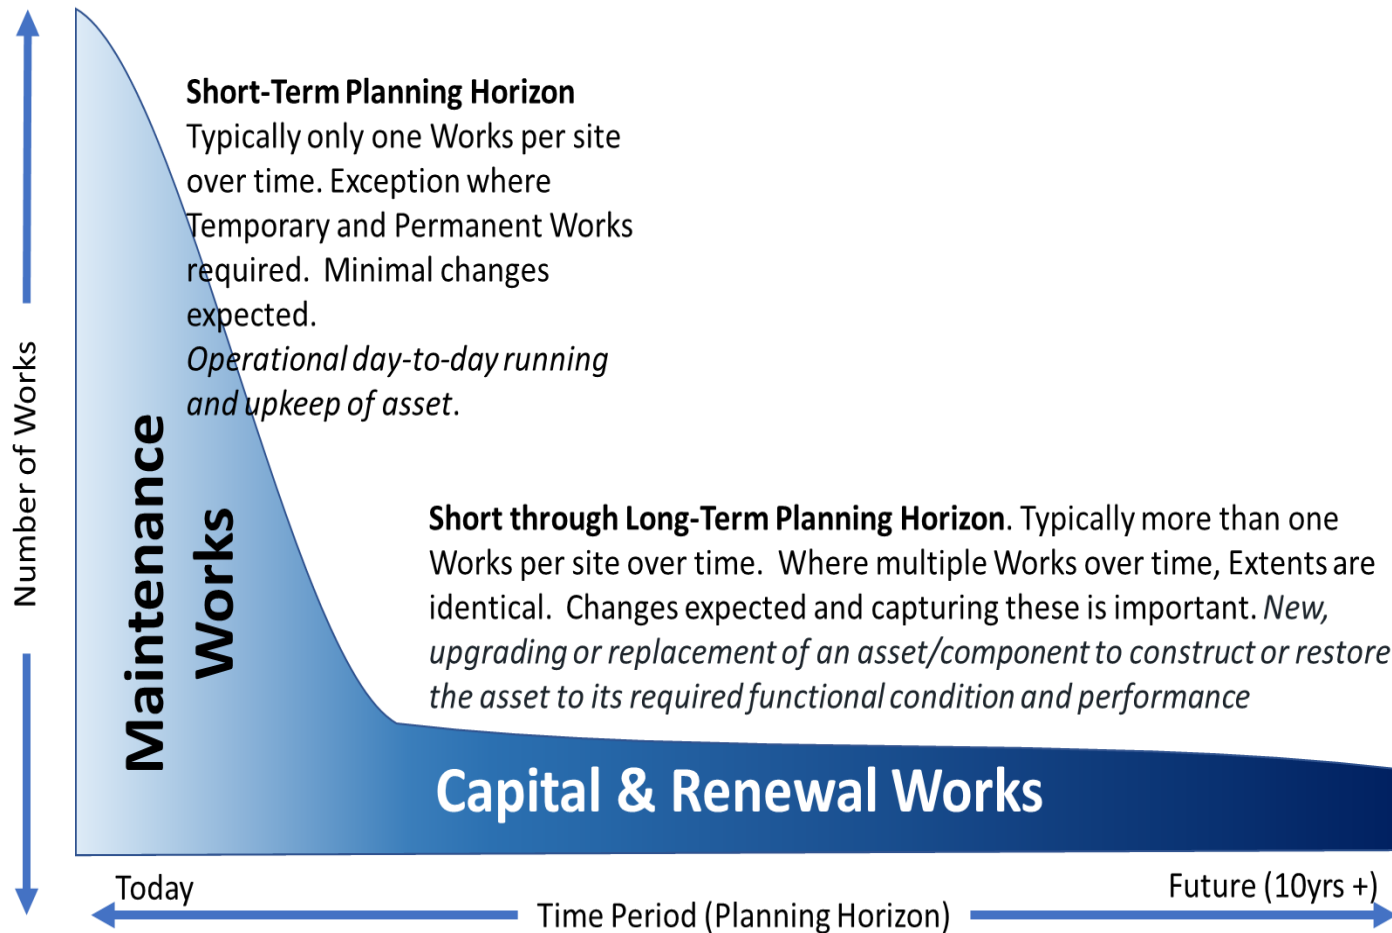 Short-Term Planning Horizon
Typically only one Works per site
over time. Exception where
Temporary and Permanent Works
required.  Minimal changes
expected.
Operational day-to-day running
and upkeep of asset.
Number of Works
Maintenance
Works
Short through Long-Term Planning Horizon. Typically more than one
Works per site over time.  Where multiple Works over time, Extents are
identical.  Changes expected and capturing these is important. New,
upgrading or replacement of an asset/component to construct or restore
the asset to its required functional condition and performance
Capital & Renewal Works
Today
Future (10yrs +)
Time Period (Planning Horizon)